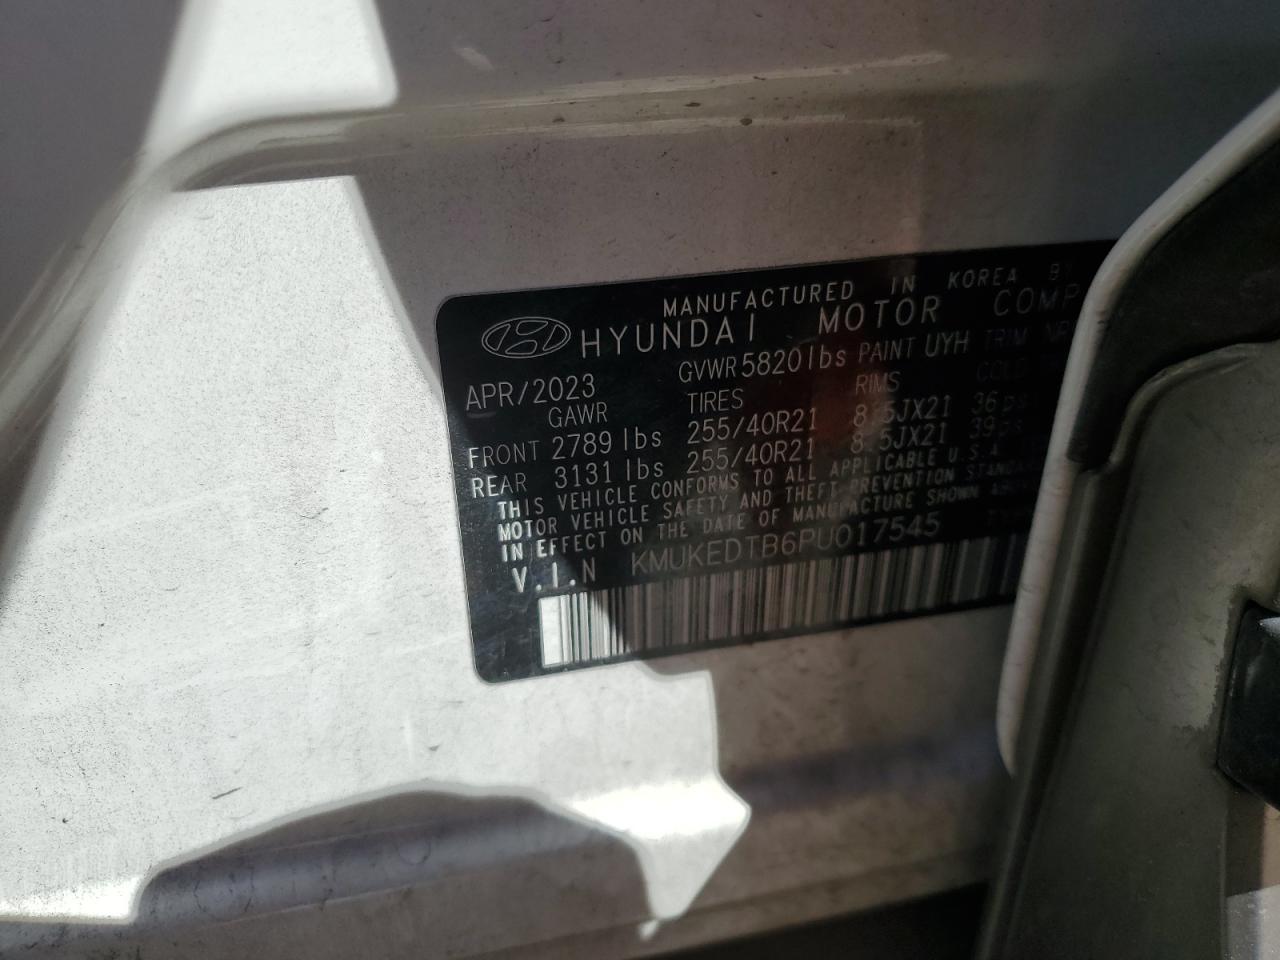 MANUFACTURED IN KOREA BY
HYUNDAI MOTOR COMP
APR/2023 GVWR 5820lbs PAINT UYH TRIM
GAWR TIRES RIMS COLD
FRONT 2789 lbs 255/40R21 8.5JX21 36
REAR 3131 lbs 255/40R21 8.5JX21 39
THIS VEHICLE CONFORMS TO ALL APPLICABLE U.S.A
MOTOR VEHICLE SAFETY AND THEFT PREVENTION
IN EFFECT ON THE DATE OF MANUFACTURE SHOWN
V.I.N KMUKEDTB6PU017545